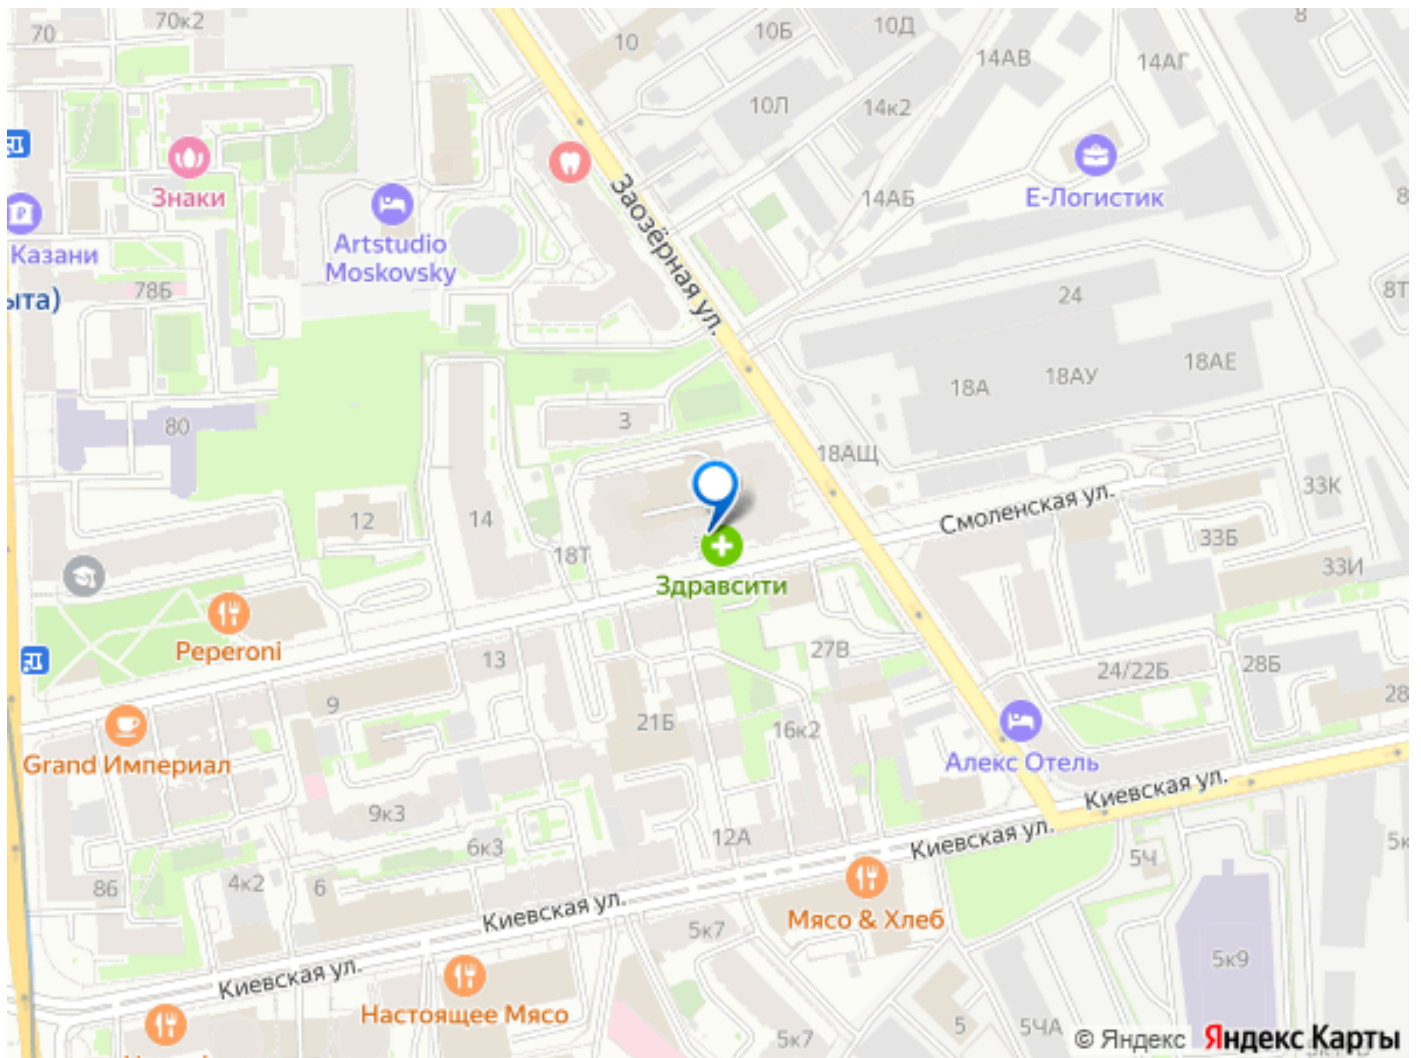 70
70к2
10
10Б
10Д
8
14АВ
14АГ
10Л
14к2
Знаки
Заозёрная ул.
14АБ
Е-Логистик
8
Казани
Artstudio
Moskovsky
ыта)
78Б
24
8Т
18АЕ
18АУ
18А
80
3
18АЩ
33К
12
14
Смоленская ул.
33Б
18Т
33И
Здравсити
Peperoni
13
27В
24/22Б
28Б
28
9
21Б
16к2
Grand Империал
Алекс Отель
Киевская ул.
9к3
12А
Киевская ул.
6к3
5Ч
5к
86
4к2
6
Мясо & Хлеб
Киевская ул.
5к7
5к9
Киевская ул.
Настоящее Мясо
5
5ЧА
5к7
© Яндекс Яндекс Карты